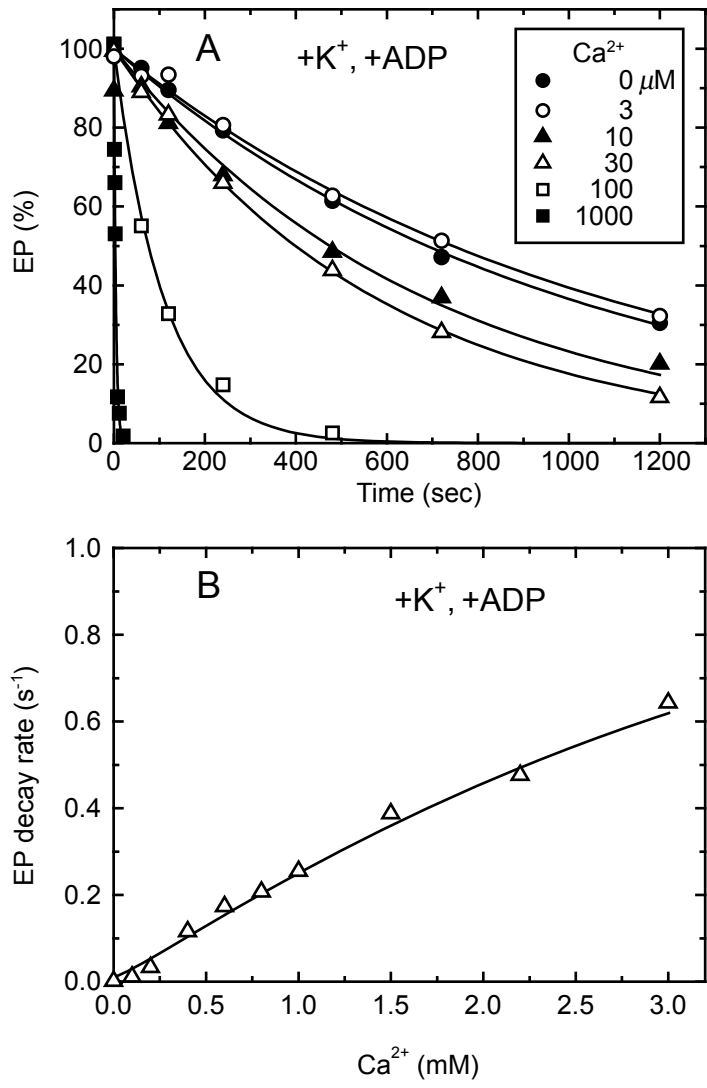 A
+K⁺, +ADP
Ca²⁺
0 μM
3
10
30
100
1000
EP (%)
100
80
60
40
20
0
0 200 400 600 800 1000 1200
Time (sec)
B
+K⁺, +ADP
EP decay rate (s⁻¹)
1.0
0.8
0.6
0.4
0.2
0.0
0.0 0.5 1.0 1.5 2.0 2.5 3.0
Ca²⁺ (mM)